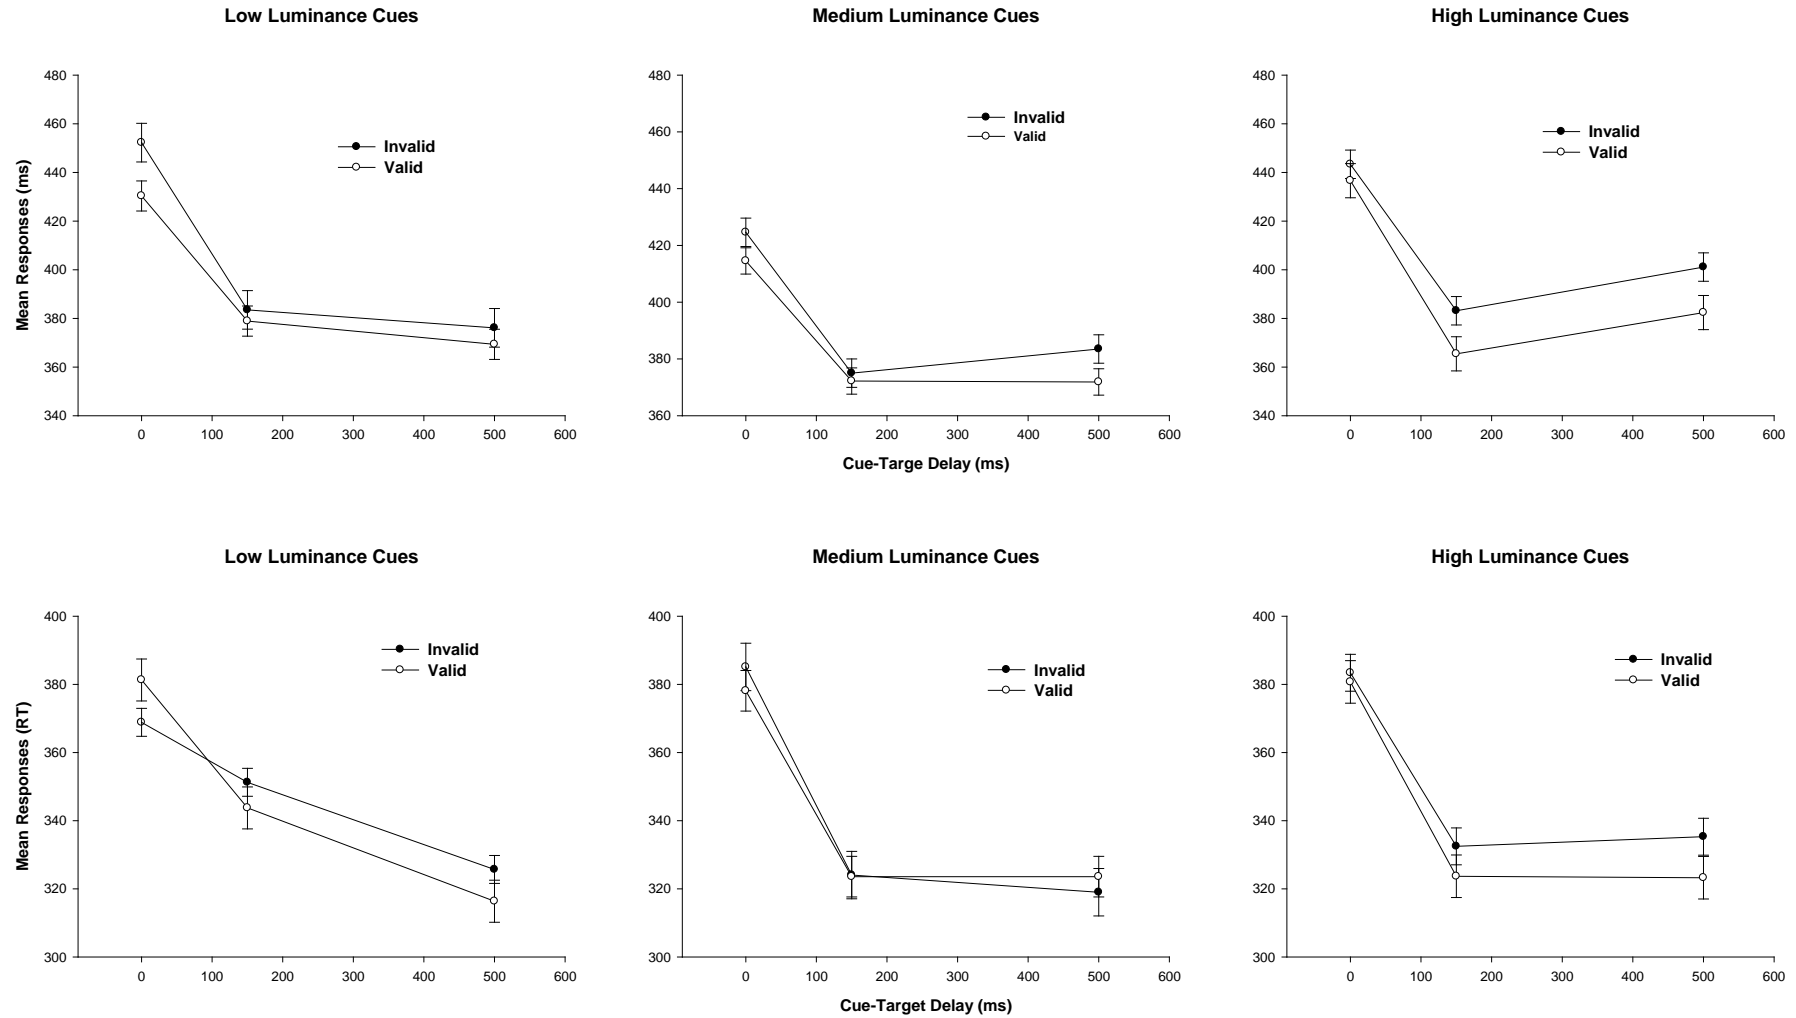 Low Luminance Cues
Medium Luminance Cues
High Luminance Cues
Mean Responses (ms)
480
460
440
420
400
380
360
340
Invalid
Valid
0 100 200 300 400 500 600
480
460
440
420
400
380
360
Invalid
Valid
0 100 200 300 400 500 600
Cue-Targe Delay (ms)
480
460
440
420
400
380
360
340
Invalid
Valid
0 100 200 300 400 500 600
Low Luminance Cues
Medium Luminance Cues
High Luminance Cues
Mean Responses (RT)
400
380
360
340
320
300
Invalid
Valid
0 100 200 300 400 500 600
400
380
360
340
320
300
Invalid
Valid
0 100 200 300 400 500 600
Cue-Target Delay (ms)
400
380
360
340
320
300
Invalid
Valid
0 100 200 300 400 500 600